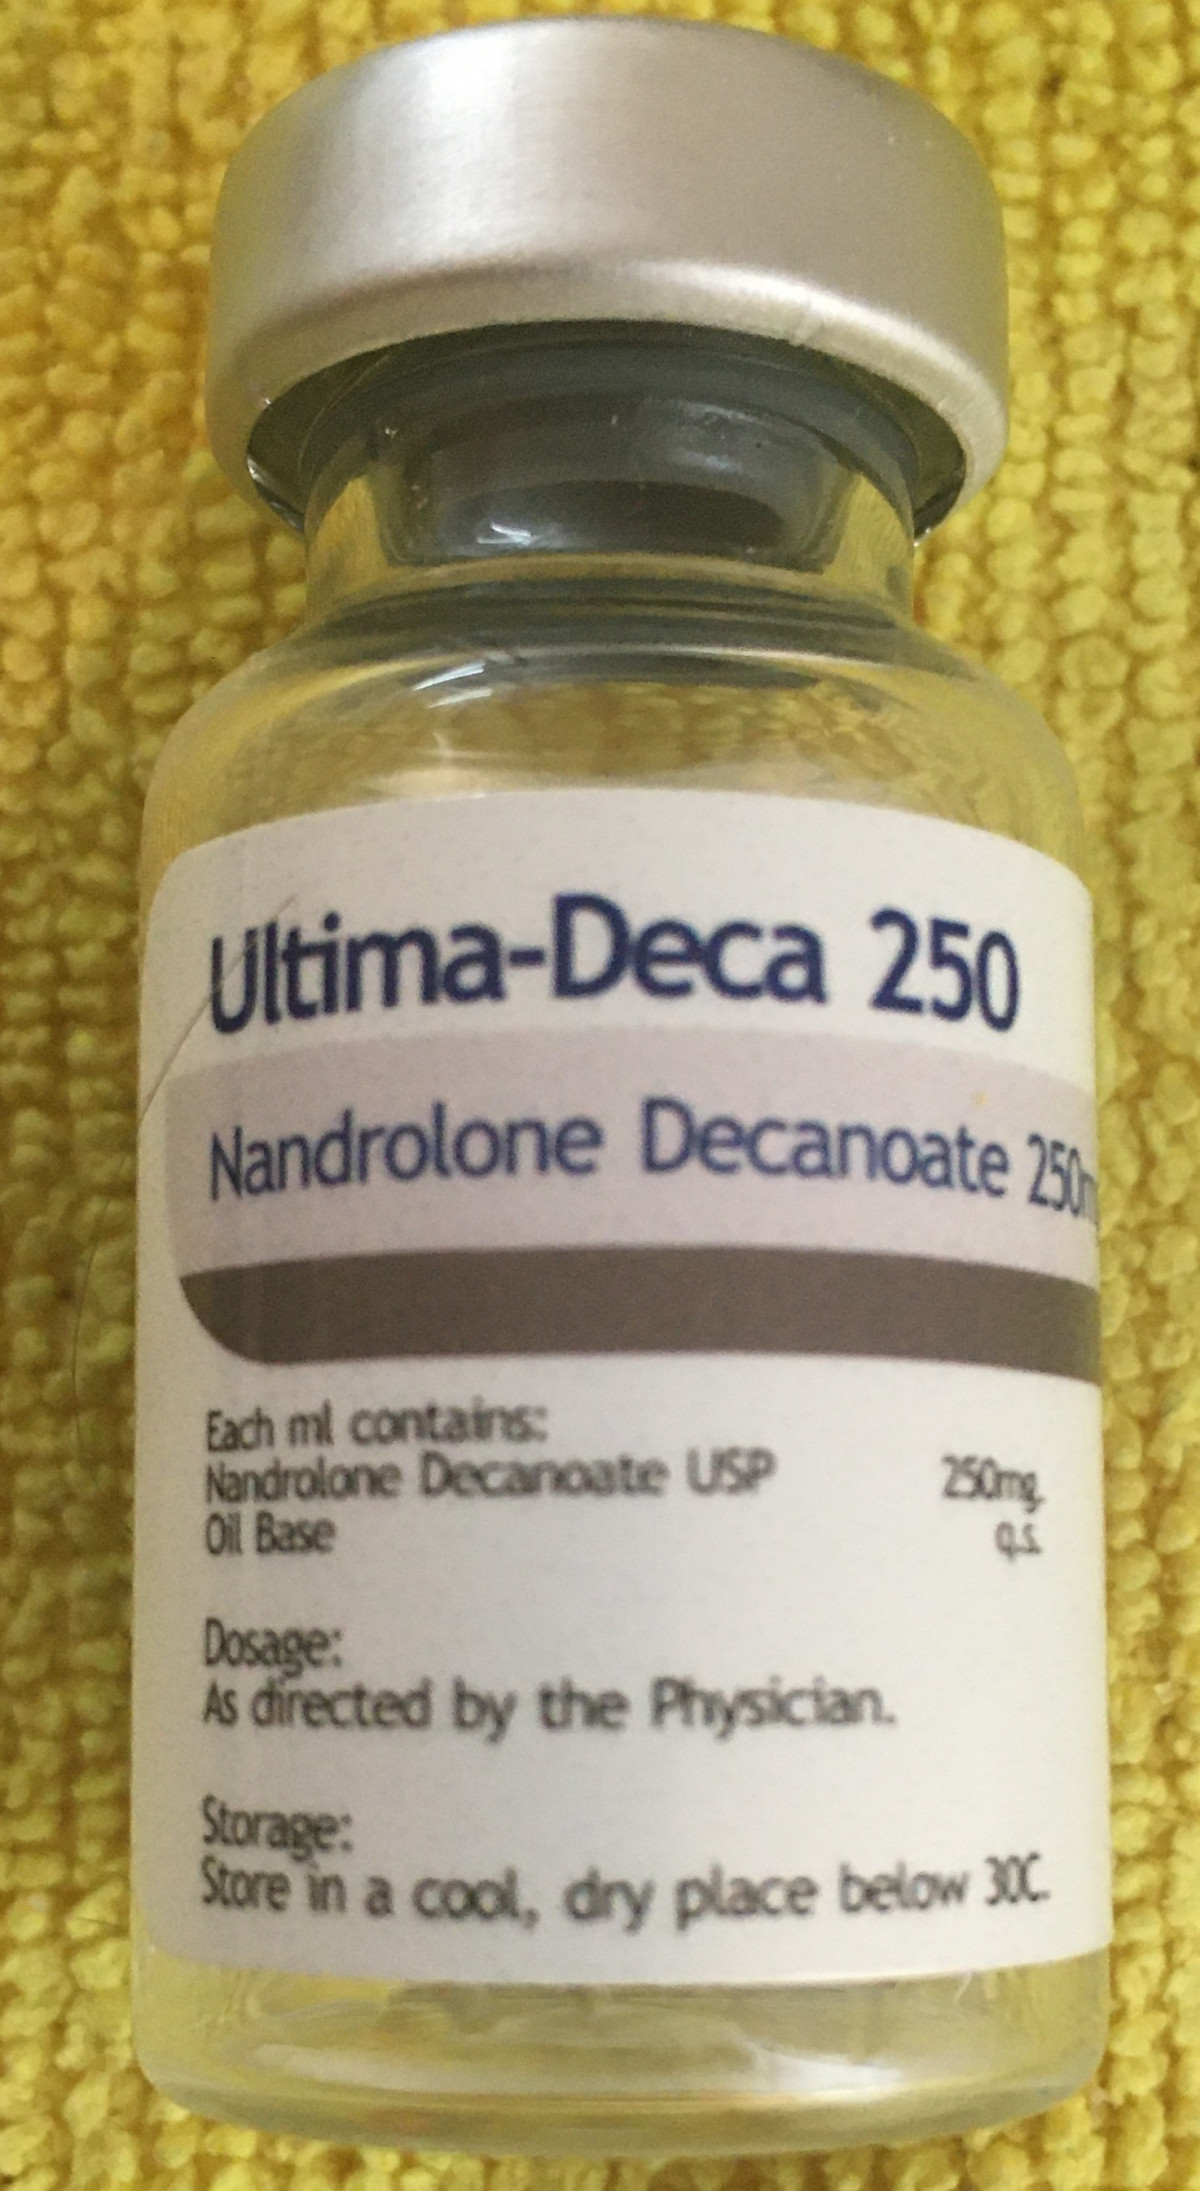 Ultima-Deca 250
Nandrolone Decanoate 250m
Each ml contains:
Nandrolone Decanoate USP 250mg.
Oil Base q.s.
Dosage:
As directed by the Physician.
Storage:
Store in a cool, dry place below 30C.